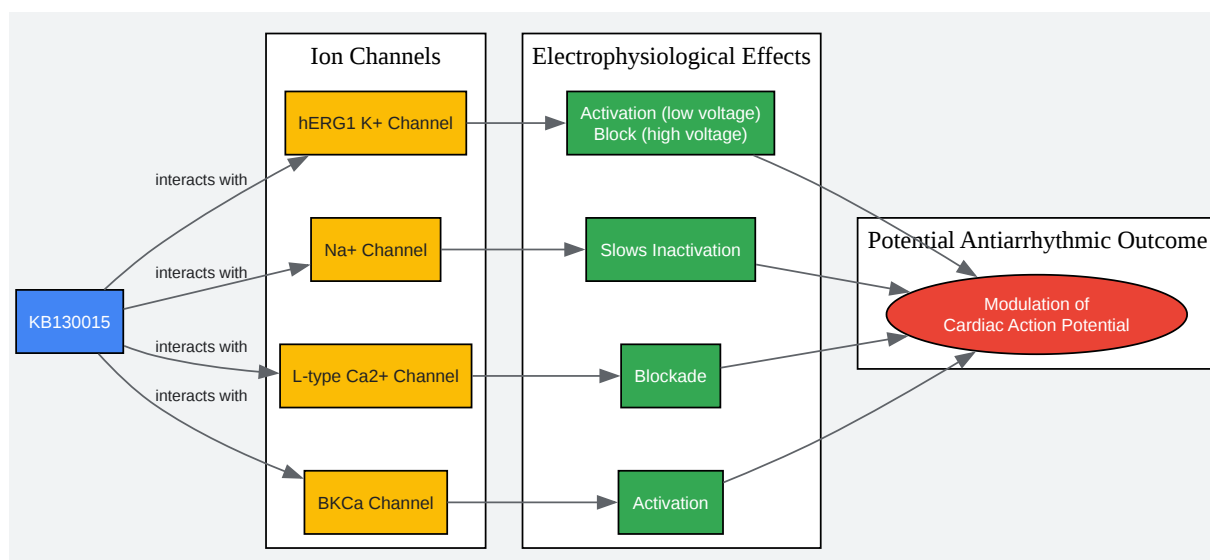 Ion Channels
Electrophysiological Effects
hERG1 K+ Channel
Activation (low voltage)
Block (high voltage)
interacts with
Na+ Channel
Slows Inactivation
Potential Antiarrhythmic Outcome
interacts with
KB130015
Modulation of
Cardiac Action Potential
interacts with
L-type Ca2+ Channel
Blockade
interacts with
BKCa Channel
Activation